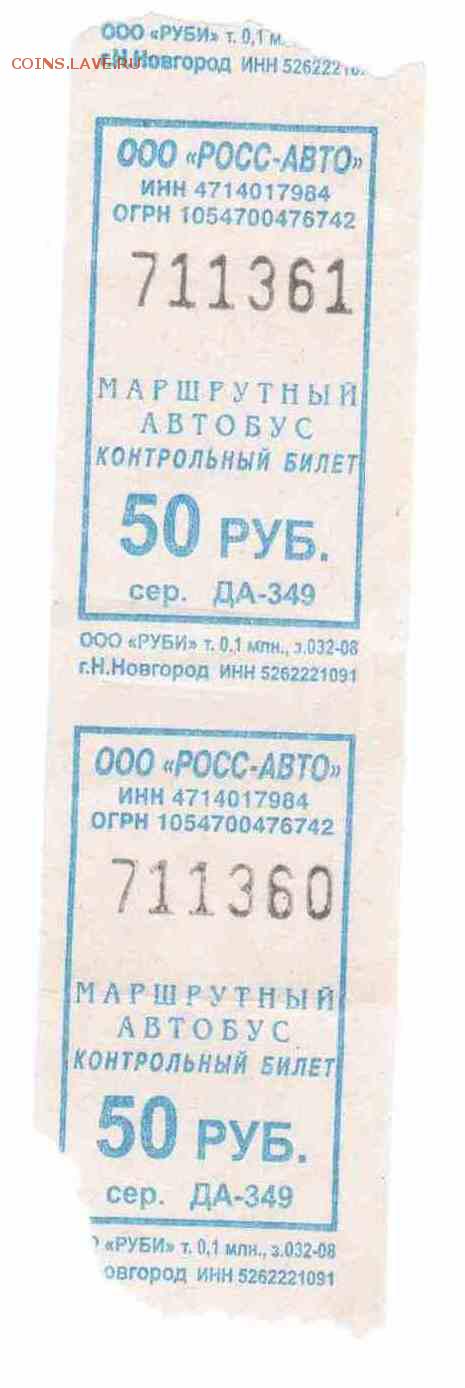 ООО «РУБИ» т. 0,1
COINS.LAVE.RU
г.Н.Новгород ИНН
ООО «РОСС-АВТО»
ИНН 4714017984
ОГРН 1054700476742
711361
МАРШРУТНЫЙ
АВТОБУС
КОНТРОЛЬНЫЙ БИЛЕТ
50 РУБ.
сер. ДА-349
ООО «РУБИ» т. 0,1 млн., з.032-08
г.Н.Новгород ИНН 5262221091
ООО «РОСС-АВТО»
ИНН 4714017984
ОГРН 1054700476742
711360
МАРШРУТНЫЙ
АВТОБУС
КОНТРОЛЬНЫЙ БИЛЕТ
50 РУБ.
сер. ДА-349
«РУБИ» т. 0,1 млн., з.032-08
овгород ИНН 5262221091